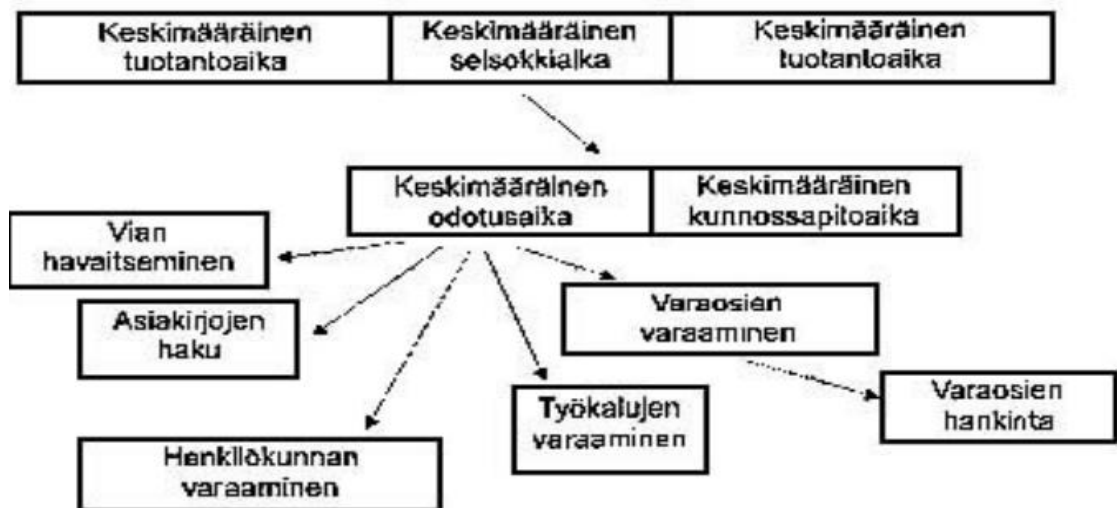 Keskimääräinen
tuotantoaika
Keskimääräinen
seisokkiaika
Keskimääräinen
tuotantoaika
Keskimääräinen
odotusaika
Keskimääräinen
kunnossapitoaika
Vian
havaitseminen
Varaosien
varaaminen
Asiakirjojen
haku
Varaosien
hankinta
Työkalujen
varaaminen
Henkilökunnan
varaaminen